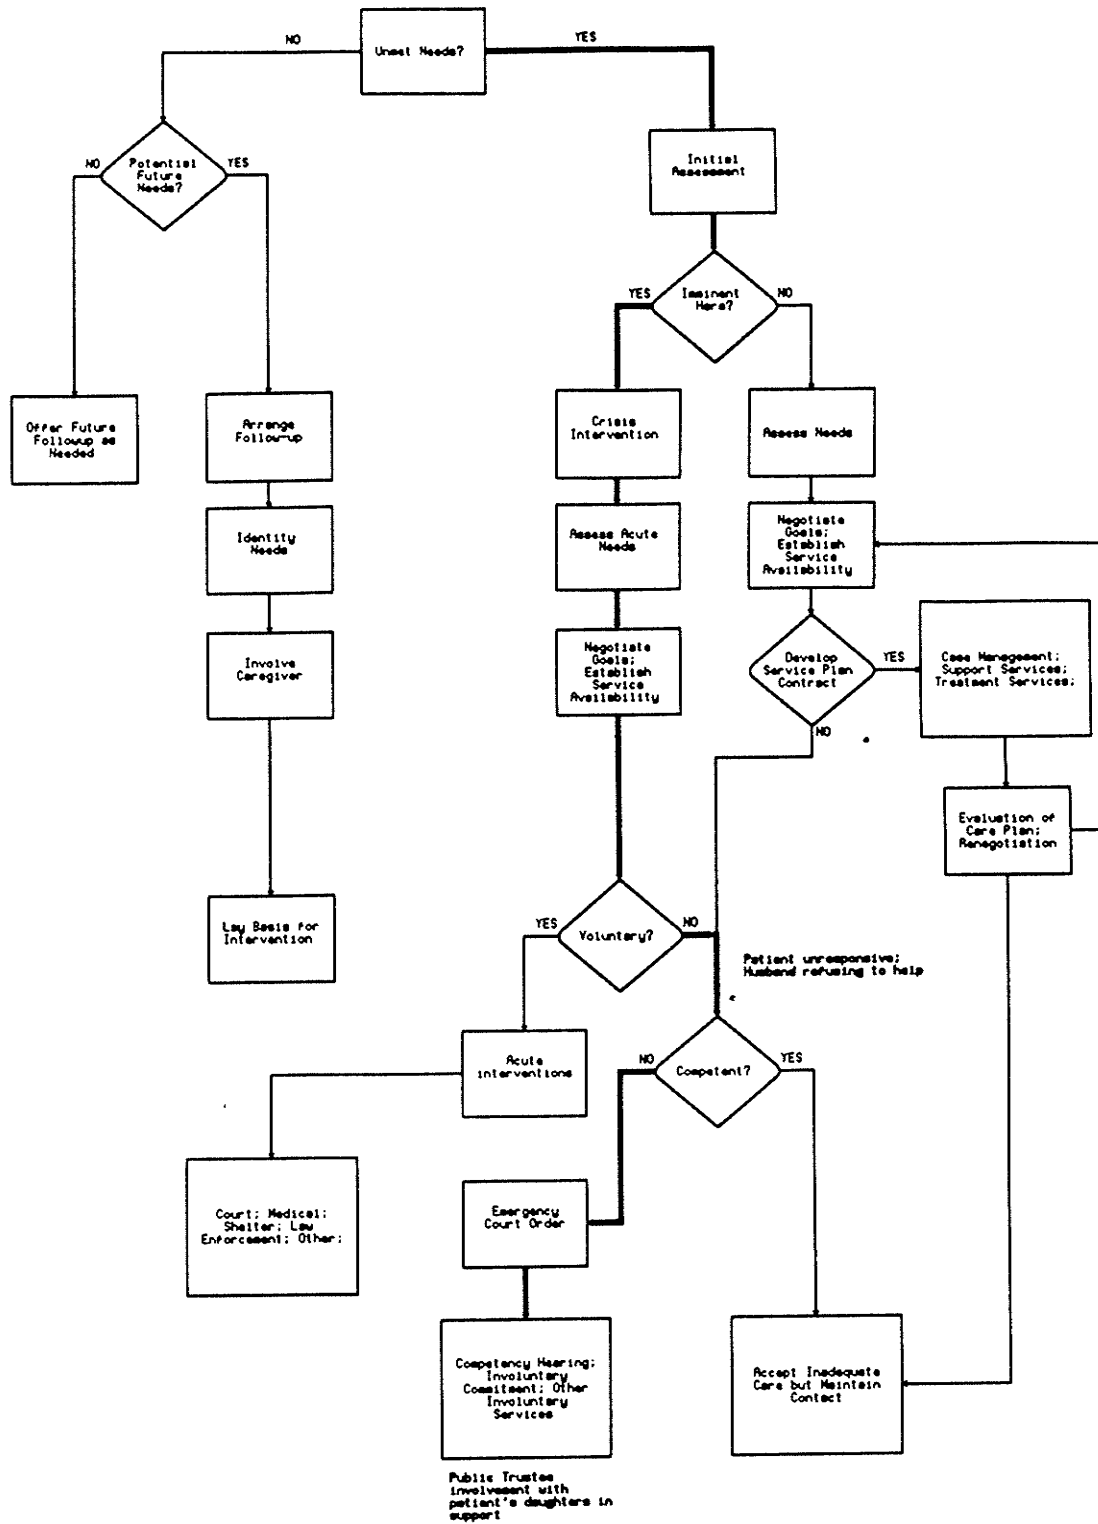 NO
Unmet Needs?
YES
Potential
Future
Needs?
NO
YES
Initial
Assessment
Imminent
Harm?
YES
NO
Offer Future
Followup as
Needed
Arrange
Follow-up
Crisis
Intervention
Assess Needs
Identity
Needs
Assess Acute
Needs
Negotiate
Goals;
Establish
Service
Availability
Involve
Caregiver
Negotiate
Goals;
Establish
Service
Availability
Develop
Service Plan
Contract
YES
NO
Case Management;
Support Services;
Treatment Services;
Evaluation of
Care Plan;
Renegotiation
Lay Basis for
Intervention
YES
Voluntary?
NO
Patient unresponsive;
Husband refusing to help
Acute
interventions
NO
Competent?
YES
Court; Medical;
Shelter; Law
Enforcement; Other;
Emergency
Court Order
Competency Hearing;
Involuntary
Commitment; Other
Involuntary
Services
Accept Inadequate
Care but Maintain
Contact
Public Trustee
involvement with
patient's daughters in
support